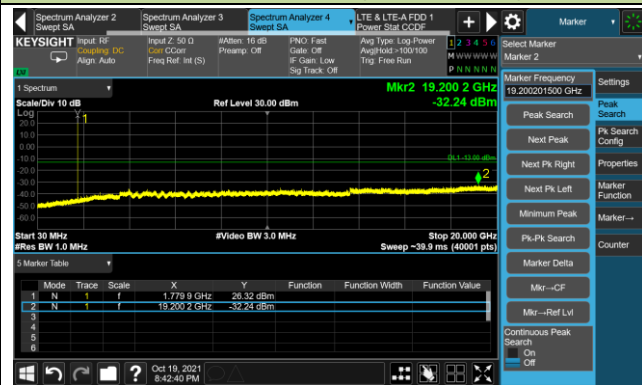 Spectrum Analyzer 2
Swept SA
Spectrum Analyzer 3
Swept SA
Spectrum Analyzer 4
Swept SA
LTE & LTE-A FDD 1
Power Stat CCDF
Marker
KEYSIGHT
Input: RF
Coupling: DC
Align: Auto
Input Z: 50 Ω
Corr CCorr
Freq Ref: Int (S)
#Atten: 16 dB
Preamp: Off
PNO: Fast
Gate: Off
IF Gain: Low
Sig Track: Off
Avg Type: Log-Power
Avg|Hold:>100/100
Trig: Free Run
1 2 3 4 5 6
M W W W W W
P N N N N N
Select Marker
Marker 2
LXI
1 Spectrum
Mkr2 19.200 2 GHz
-32.24 dBm
Scale/Div 10 dB
Ref Level 30.00 dBm
Log
20.0
10.0
0.00
-10.0
-20.0
-30.0
-40.0
-50.0
-60.0
1
DL1 -13.00 dBm
2
Start 30 MHz
#Video BW 3.0 MHz
Stop 20.000 GHz
#Res BW 1.0 MHz
Sweep ~39.9 ms (40001 pts)
5 Marker Table
Mode Trace Scale X Y Function Function Width Function Value
1 N 1 f 1.779 9 GHz 26.32 dBm
2 N 1 f 19.200 2 GHz -32.24 dBm
3
4
5
6
Marker Frequency
19.200201500 GHz
Peak Search
Next Peak
Next Pk Right
Next Pk Left
Minimum Peak
Pk-Pk Search
Marker Delta
Mkr→CF
Mkr→Ref Lvl
Continuous Peak
Search
On
Off
Settings
Peak
Search
Pk Search
Config
Properties
Marker
Function
Marker→
Counter
?
Oct 19, 2021
8:42:40 PM